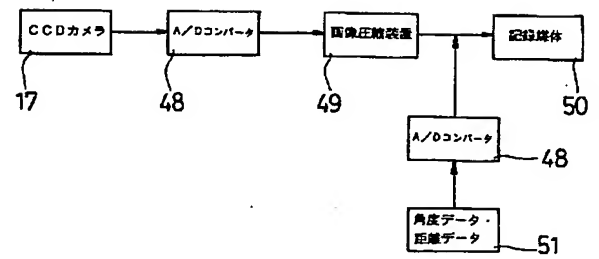 CCDカメラ
A/Dコンバータ
画像圧縮装置
記録媒体
17
48
49
50
A/Dコンバータ
48
角度データ・
距離データ
51